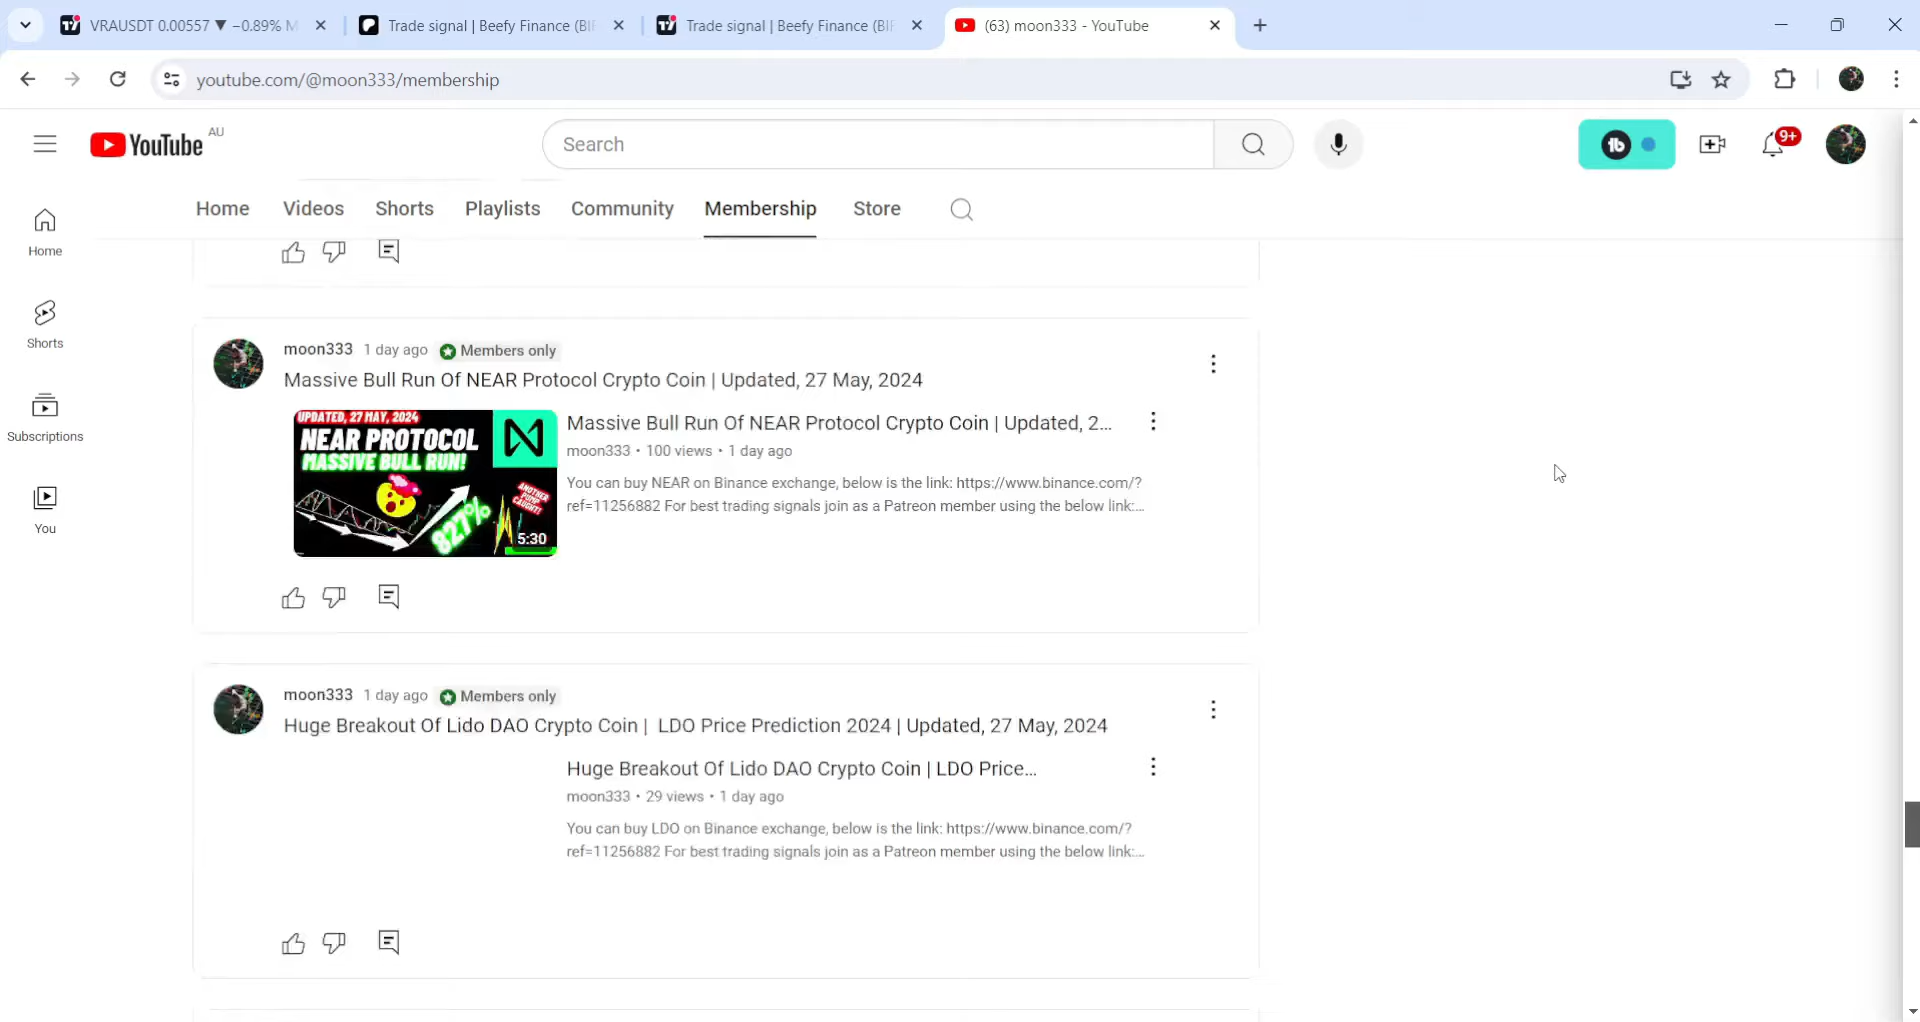 VRAUSDT 0.00557 ▼ −0.89%
Trade signal | Beefy Finance (BIF
Trade signal | Beefy Finance (BIF
(63) moon333 - YouTube
youtube.com/@moon333/membership
YouTube AU
Search
9+
Home
Videos
Shorts
Playlists
Community
Membership
Store
Home
Shorts
Subscriptions
You
moon333 1 day ago Members only
Massive Bull Run Of NEAR Protocol Crypto Coin | Updated, 27 May, 2024
UPDATED, 27 MAY, 2024
NEAR PROTOCOL
MASSIVE BULL RUN!
827%
ANOTHER
PUMP
CAUGHT!
5:30
Massive Bull Run Of NEAR Protocol Crypto Coin | Updated, 2...
moon333 • 100 views • 1 day ago
You can buy NEAR on Binance exchange, below is the link: https://www.binance.com/?
ref=11256882 For best trading signals join as a Patreon member using the below link:...
moon333 1 day ago Members only
Huge Breakout Of Lido DAO Crypto Coin | LDO Price Prediction 2024 | Updated, 27 May, 2024
Huge Breakout Of Lido DAO Crypto Coin | LDO Price...
moon333 • 29 views • 1 day ago
You can buy LDO on Binance exchange, below is the link: https://www.binance.com/?
ref=11256882 For best trading signals join as a Patreon member using the below link:...